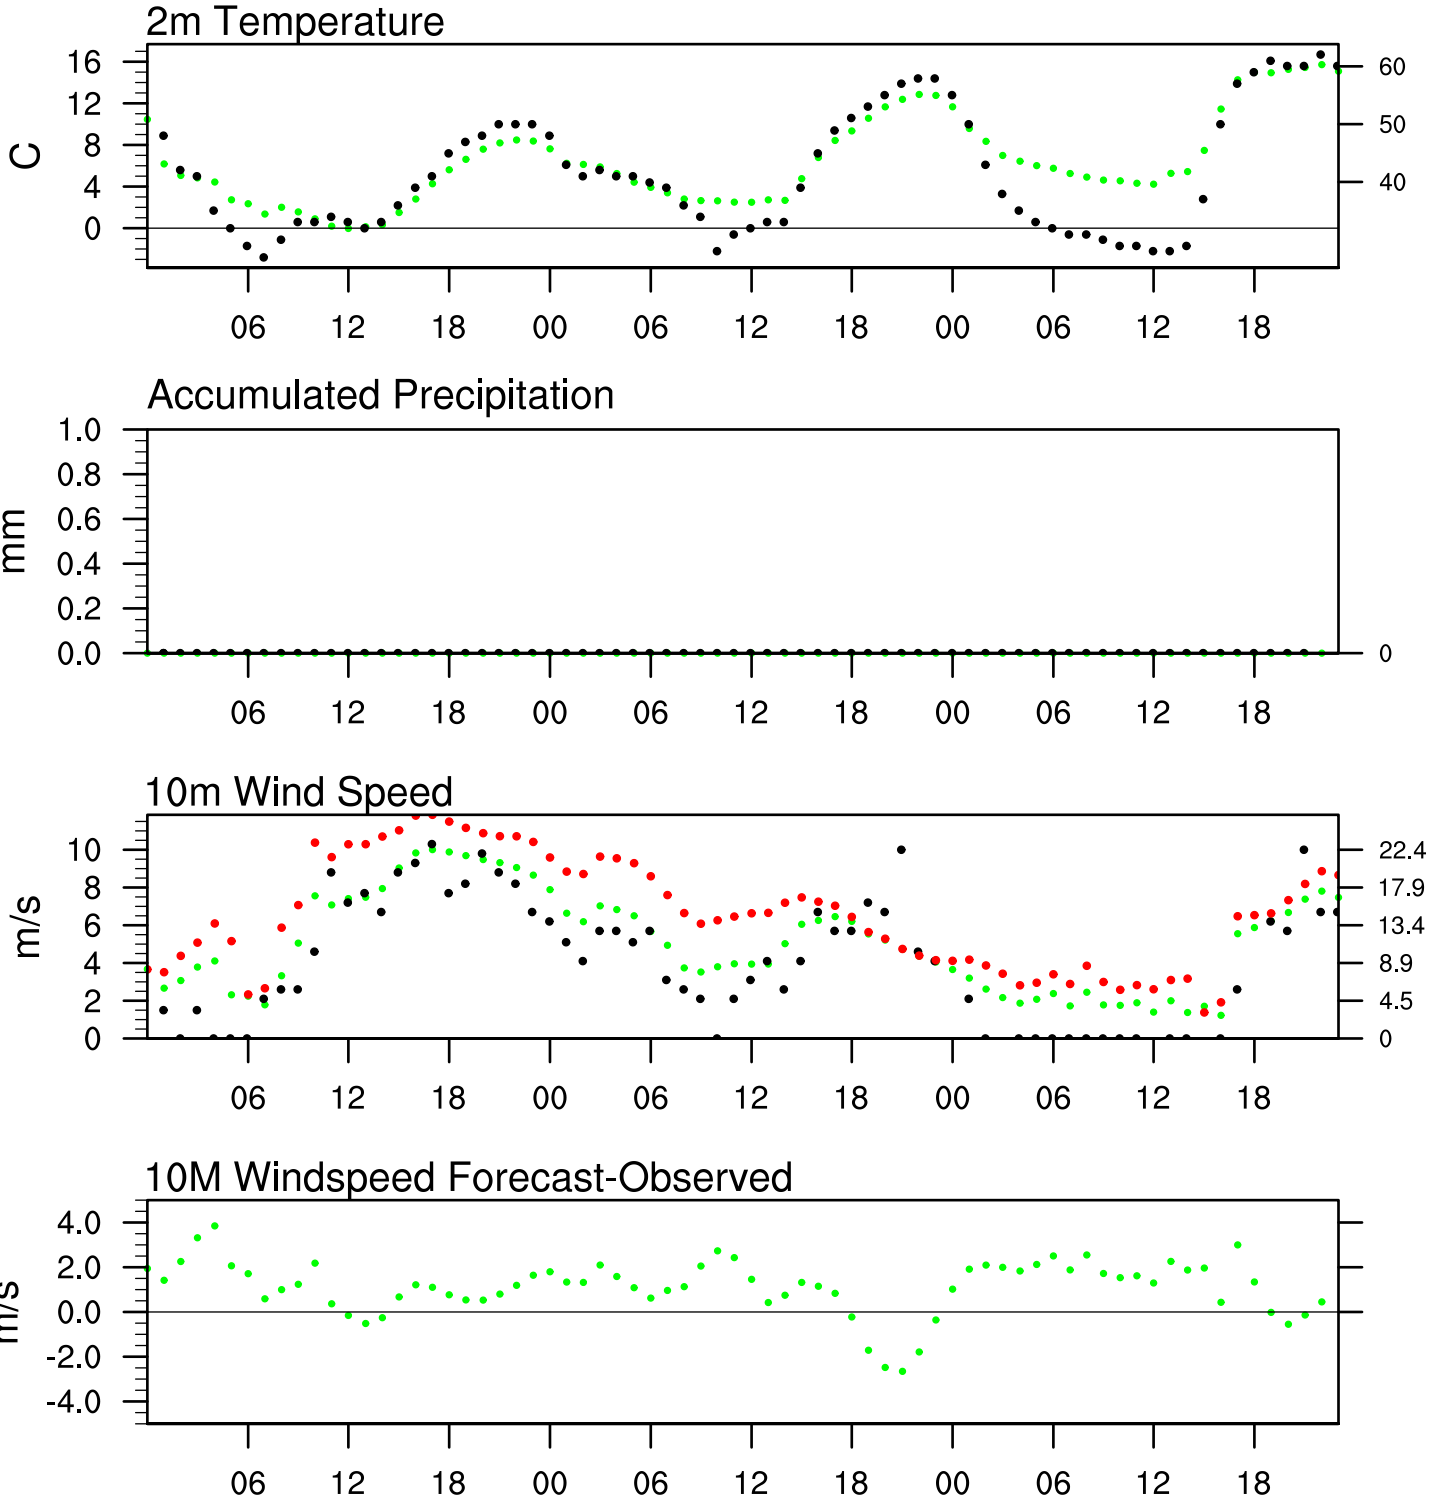 2m Temperature
16
12
8
4
0
C
60
50
40
06 12 18 00 06 12 18 00 06 12 18
Accumulated Precipitation
1.0
0.8
0.6
0.4
0.2
0.0
mm
0
06 12 18 00 06 12 18 00 06 12 18
10m Wind Speed
10
8
6
4
2
0
m/s
22.4
17.9
13.4
8.9
4.5
0
06 12 18 00 06 12 18 00 06 12 18
10M Windspeed Forecast-Observed
4.0
2.0
0.0
-2.0
-4.0
m/s
06 12 18 00 06 12 18 00 06 12 18